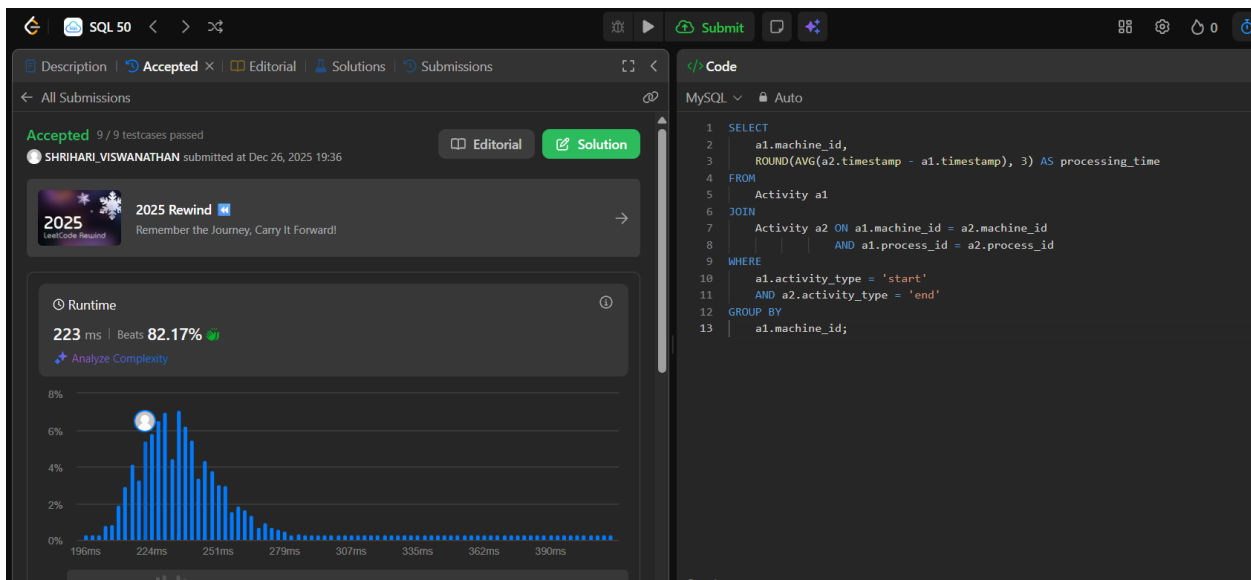 SQL 50
Submit
0
Description
Accepted
Editorial
Solutions
Submissions
All Submissions
Accepted 9 / 9 testcases passed
SHRIHARI_VISWANATHAN submitted at Dec 26, 2025 19:36
Editorial
Solution
2025
LeetCode Rewind
2025 Rewind
Remember the Journey, Carry It Forward!
Runtime
223 ms Beats 82.17%
Analyze Complexity
8%
6%
4%
2%
0%
196ms 224ms 251ms 279ms 307ms 335ms 362ms 390ms
</> Code
MySQL Auto
1 SELECT
2 a1.machine_id,
3 ROUND(AVG(a2.timestamp - a1.timestamp), 3) AS processing_time
4 FROM
5 Activity a1
6 JOIN
7 Activity a2 ON a1.machine_id = a2.machine_id
8 AND a1.process_id = a2.process_id
9 WHERE
10 a1.activity_type = 'start'
11 AND a2.activity_type = 'end'
12 GROUP BY
13 a1.machine_id;